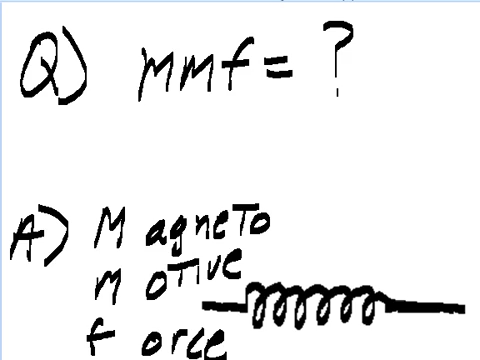 Q) mmf = ?
A) Magneto
motive
force